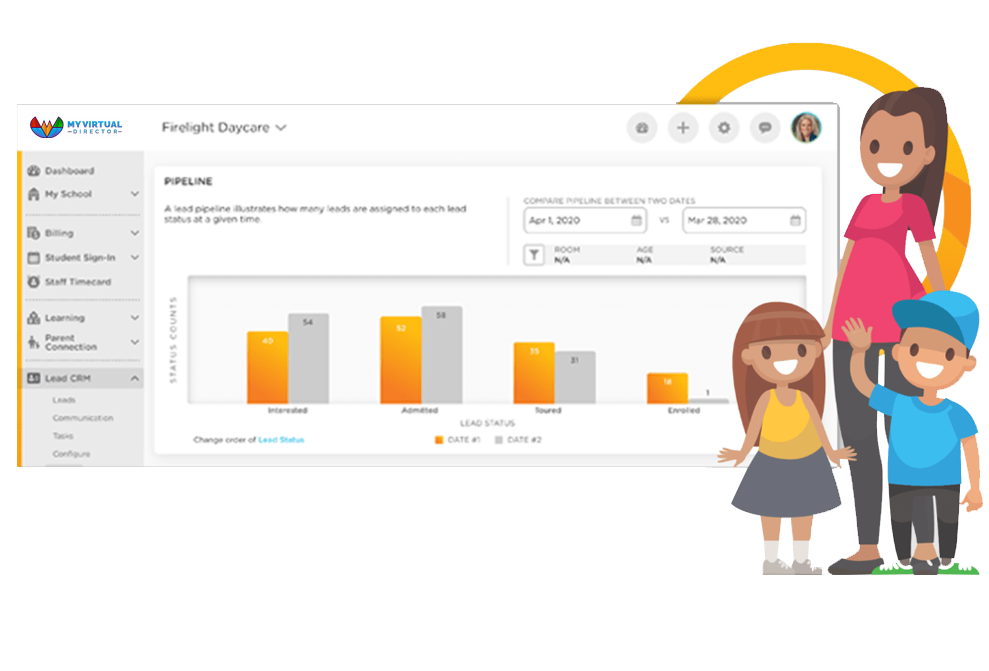 MYVIRTUAL
DIRECTOR
Firelight Daycare
Dashboard
My School
Billing
Student Sign-In
Staff Timecard
Learning
Parent
Connection
Lead CRM
Leads
Communication
Tasks
Configure
PIPELINE
A lead pipeline illustrates how many leads are assigned to each lead
status at a given time.
COMPARE PIPELINE BETWEEN TWO DATES
Apr 1, 2020 VS Mar 28, 2020
ROOM AGE SOURCE
N/A N/A N/A
STATUS COUNTS
40 54 52 58 35 31 18 1
Interested Admitted Toured Enrolled
LEAD STATUS
Change order of Lead Status
DATE #1 DATE #2